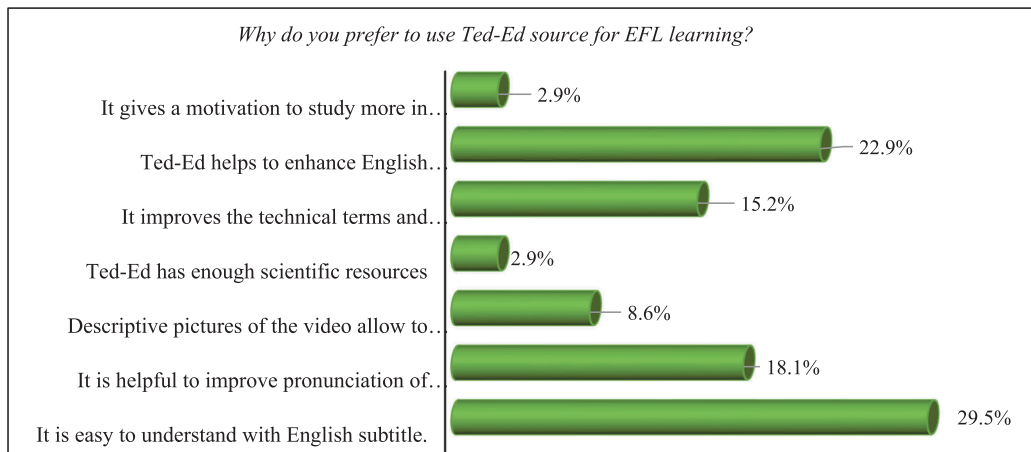 Why do you prefer to use Ted-Ed source for EFL learning?
It gives a motivation to study more in… 2.9%
Ted-Ed helps to enhance English… 22.9%
It improves the technical terms and… 15.2%
Ted-Ed has enough scientific resources 2.9%
Descriptive pictures of the video allow to… 8.6%
It is helpful to improve pronunciation of… 18.1%
It is easy to understand with English subtitle. 29.5%